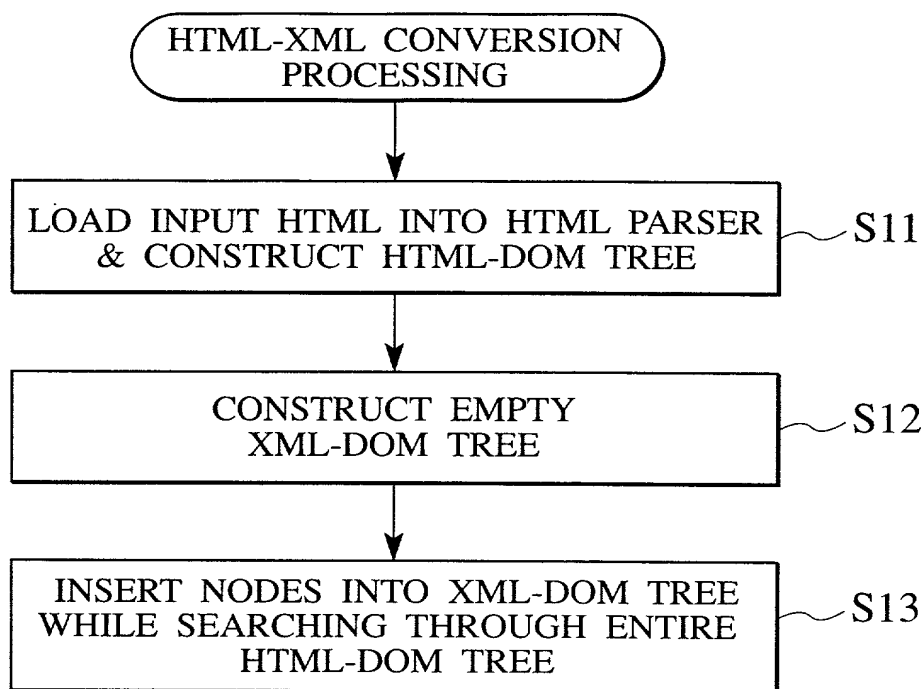 HTML-XML CONVERSION
PROCESSING
LOAD INPUT HTML INTO HTML PARSER
& CONSTRUCT HTML-DOM TREE
S11
CONSTRUCT EMPTY
XML-DOM TREE
S12
INSERT NODES INTO XML-DOM TREE
WHILE SEARCHING THROUGH ENTIRE
HTML-DOM TREE
S13